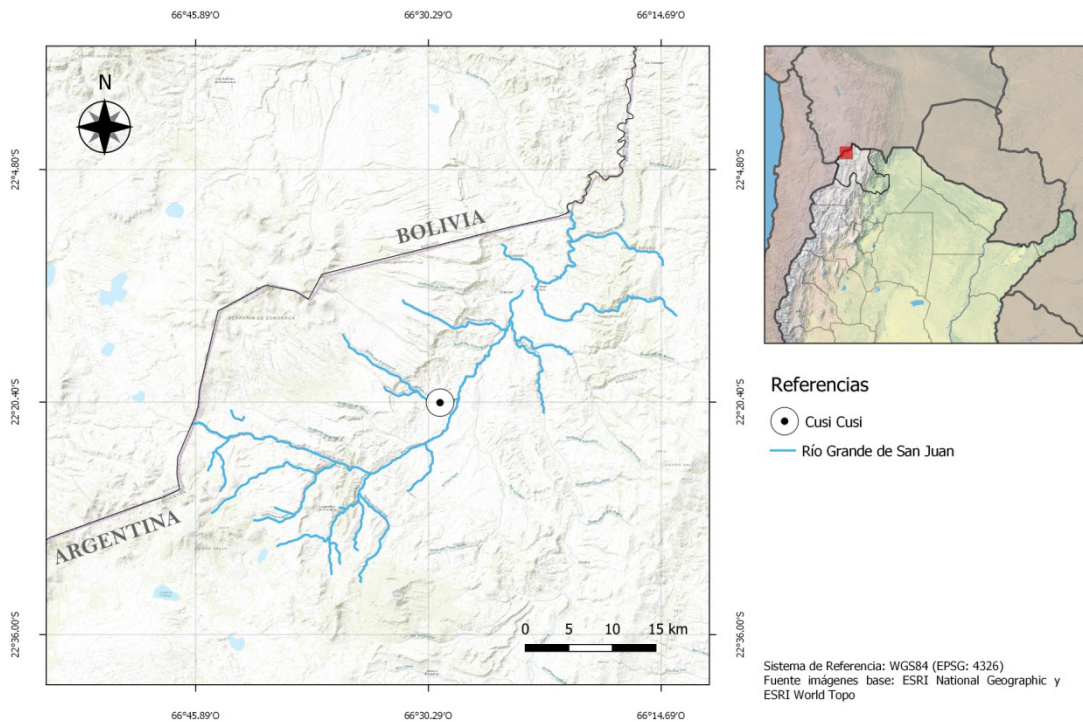 66°45.89'O
66°30.29'O
66°14.69'O
N
22°4.80'S
22°4.80'S
BOLIVIA
22°20.40'S
22°20.40'S
ARGENTINA
22°36.00'S
22°36.00'S
0 5 10 15 km
66°45.89'O
66°30.29'O
66°14.69'O
Referencias
Cusi Cusi
Río Grande de San Juan
Sistema de Referencia: WGS84 (EPSG: 4326)
Fuente imágenes base: ESRI National Geographic y
ESRI World Topo